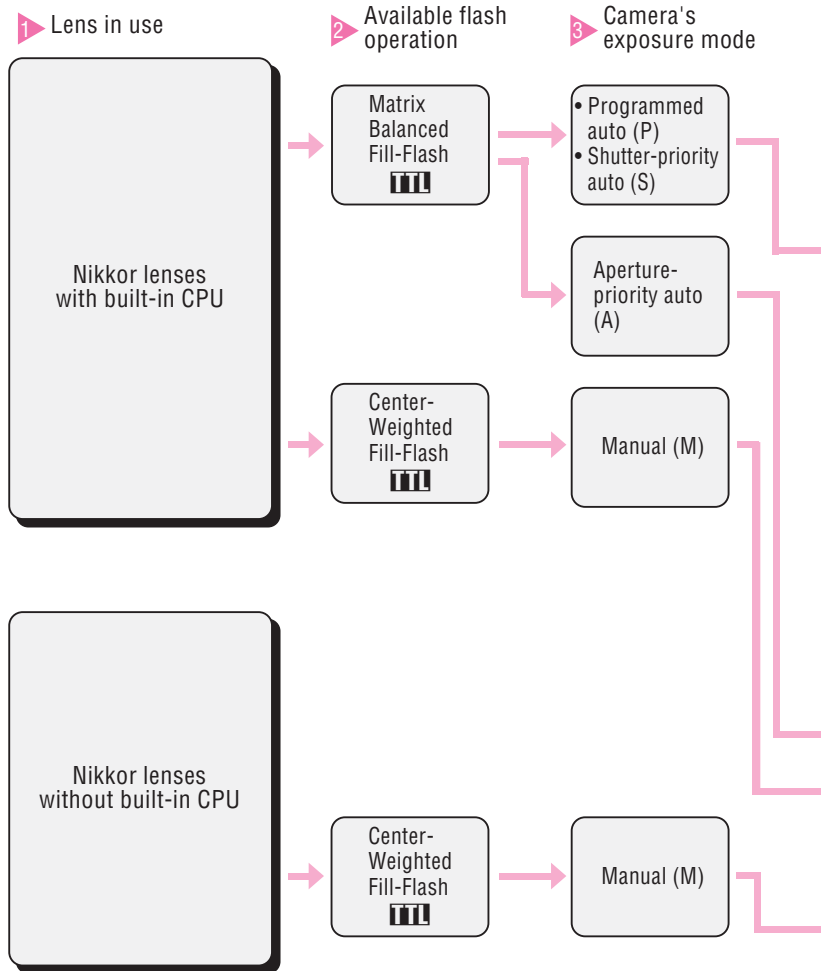 1 Lens in use
2 Available flash
operation
3 Camera's
exposure mode
Nikkor lenses
with built-in CPU
Matrix
Balanced
Fill-Flash
TTL
• Programmed
auto (P)
• Shutter-priority
auto (S)
Aperture-
priority auto
(A)
Center-
Weighted
Fill-Flash
TTL
Manual (M)
Nikkor lenses
without built-in CPU
Center-
Weighted
Fill-Flash
TTL
Manual (M)